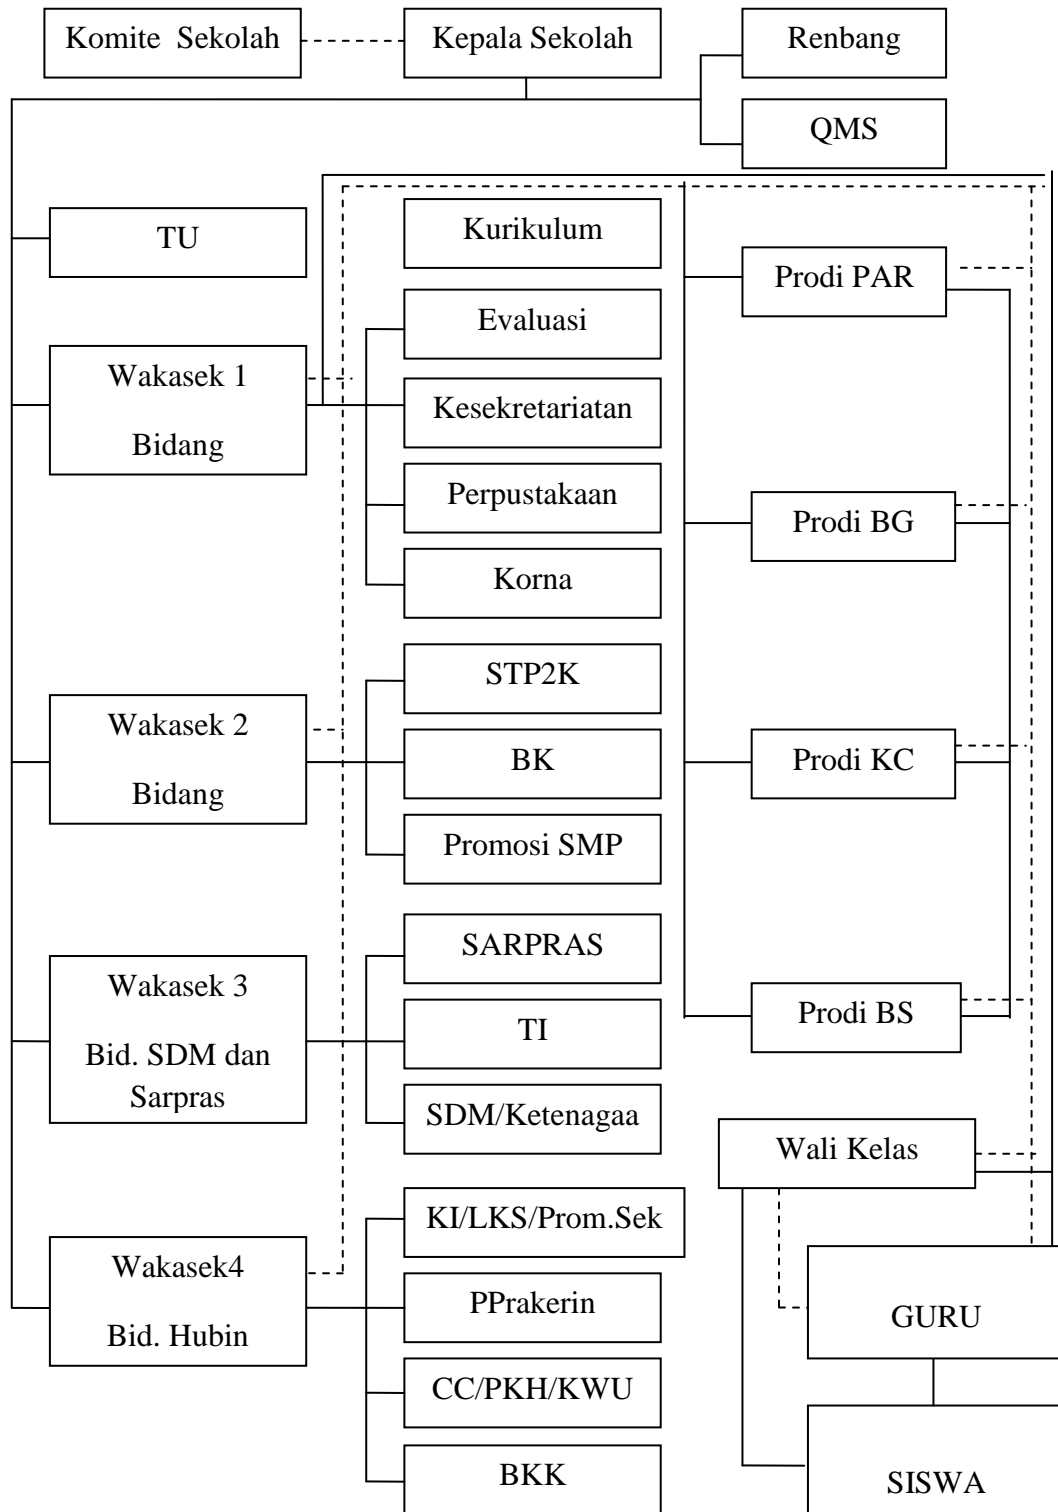 Komite  Sekolah
Kepala Sekolah
Renbang
QMS
TU
Kurikulum
Evaluasi
Kesekretariatan
Perpustakaan
Korna
Wakasek 1
Bidang
STP2K
BK
Promosi SMP
Wakasek 2
Bidang
SARPRAS
TI
SDM/Ketenagaa
Wakasek 3
Bid. SDM dan
Sarpras
KI/LKS/Prom.Sek
PPrakerin
CC/PKH/KWU
BKK
Wakasek4
Bid. Hubin
Prodi PAR
Prodi BG
Prodi KC
Prodi BS
Wali Kelas
GURU
SISWA